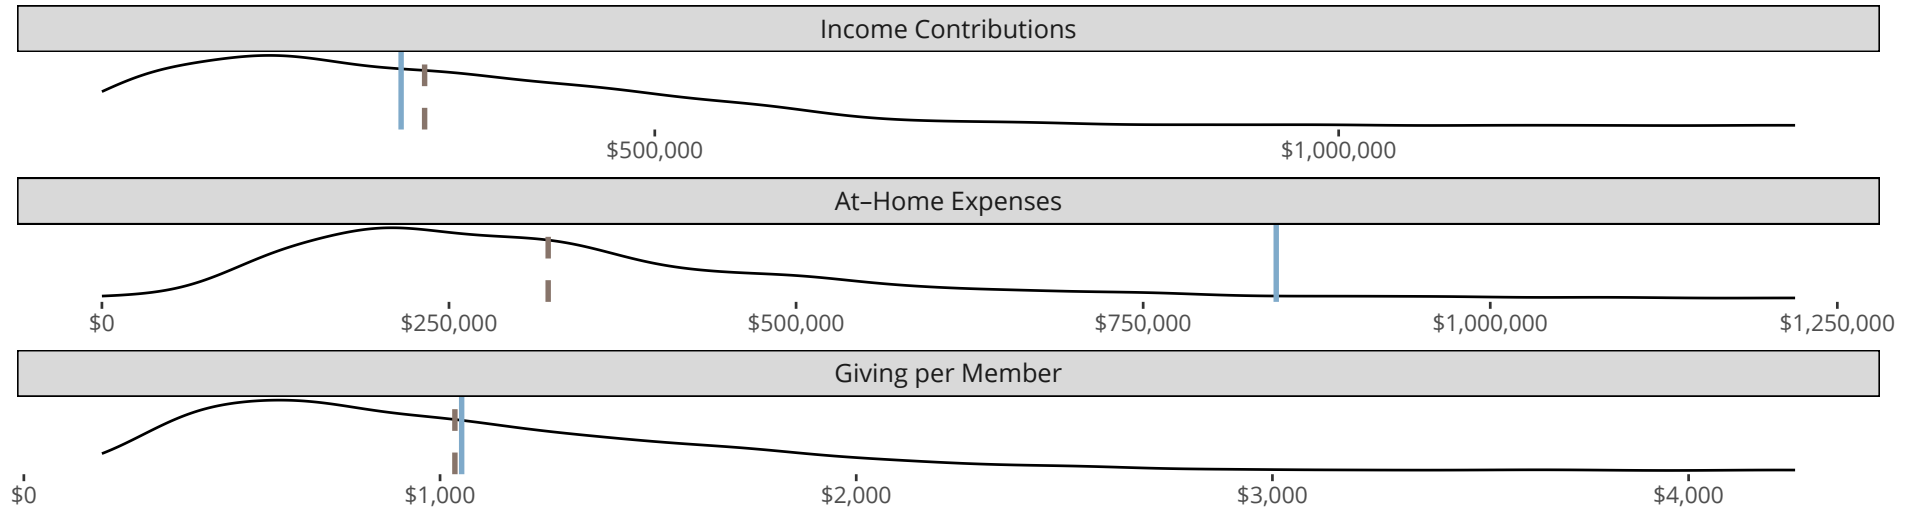 Income Contributions
$500,000 $1,000,000
At–Home Expenses
$0 $250,000 $500,000 $750,000 $1,000,000 $1,250,000
Giving per Member
$0 $1,000 $2,000 $3,000 $4,000